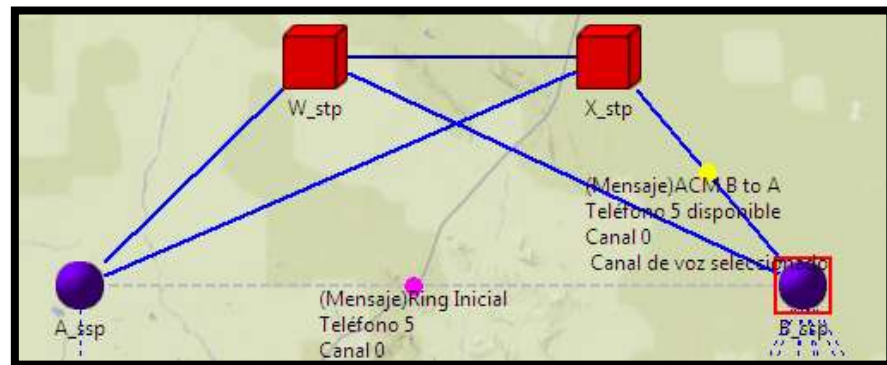 W_stp
X_stp
(Mensaje)ACM B to A
Teléfono 5 disponible
Canal 0
Canal de voz seleccionado
(Mensaje)Ring Inicial
Teléfono 5
Canal 0
A_ssp
B_ssp